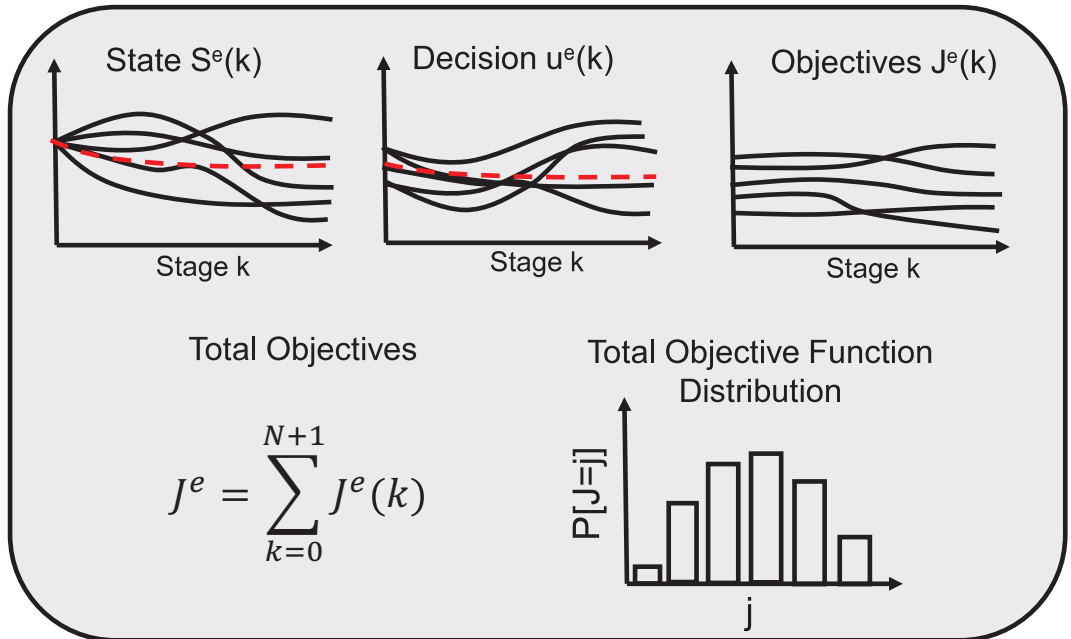 State Sᵉ(k)
Decision uᵉ(k)
Objectives Jᵉ(k)
Stage k
Stage k
Stage k
Total Objectives
Total Objective Function
Distribution
N+1
Jᵉ = ∑ Jᵉ(k)
k=0
P[J=j]
j